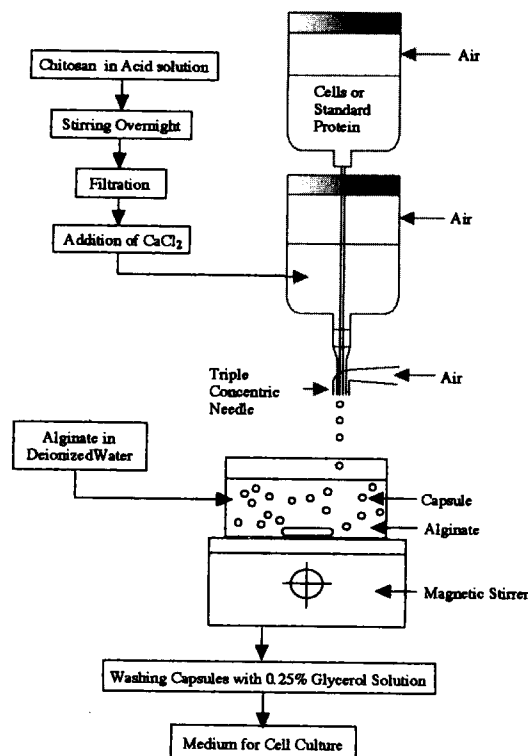 Chitosan in Acid solution
Stirring Overnight
Filtration
Addition of CaCl2
Air
Cells or
Standard
Protein
Air
Triple
Concentric
Needle
Air
Alginate in
DeionizedWater
Capsule
Alginate
Magnetic Stirrer
Washing Capsules with 0.25% Glycerol Solution
Medium for Cell Culture